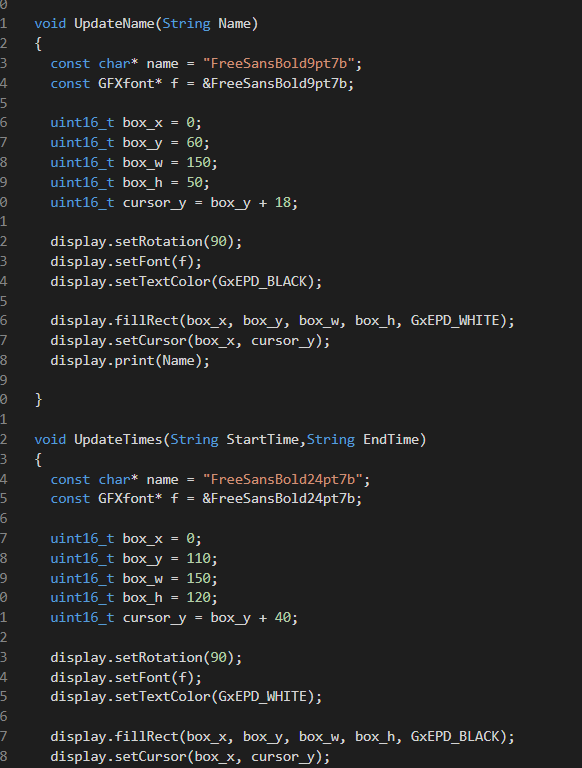 0
1 void UpdateName(String Name)
2 {
3   const char* name = "FreeSansBold9pt7b";
4   const GFXfont* f = &FreeSansBold9pt7b;
5
6   uint16_t box_x = 0;
7   uint16_t box_y = 60;
8   uint16_t box_w = 150;
9   uint16_t box_h = 50;
0   uint16_t cursor_y = box_y + 18;
1
2   display.setRotation(90);
3   display.setFont(f);
4   display.setTextColor(GxEPD_BLACK);
5
6   display.fillRect(box_x, box_y, box_w, box_h, GxEPD_WHITE);
7   display.setCursor(box_x, cursor_y);
8   display.print(Name);
9
0 }
1
2 void UpdateTimes(String StartTime,String EndTime)
3 {
4   const char* name = "FreeSansBold24pt7b";
5   const GFXfont* f = &FreeSansBold24pt7b;
6
7   uint16_t box_x = 0;
8   uint16_t box_y = 110;
9   uint16_t box_w = 150;
0   uint16_t box_h = 120;
1   uint16_t cursor_y = box_y + 40;
2
3   display.setRotation(90);
4   display.setFont(f);
5   display.setTextColor(GxEPD_WHITE);
6
7   display.fillRect(box_x, box_y, box_w, box_h, GxEPD_BLACK);
8   display.setCursor(box_x, cursor_y);